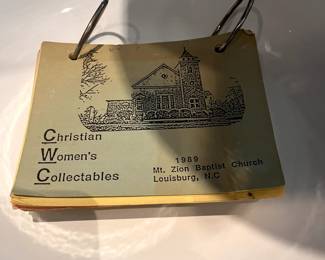 Christian
Women's
Collectables
1989
Mt. Zion Baptist Church
Louisburg, N.C